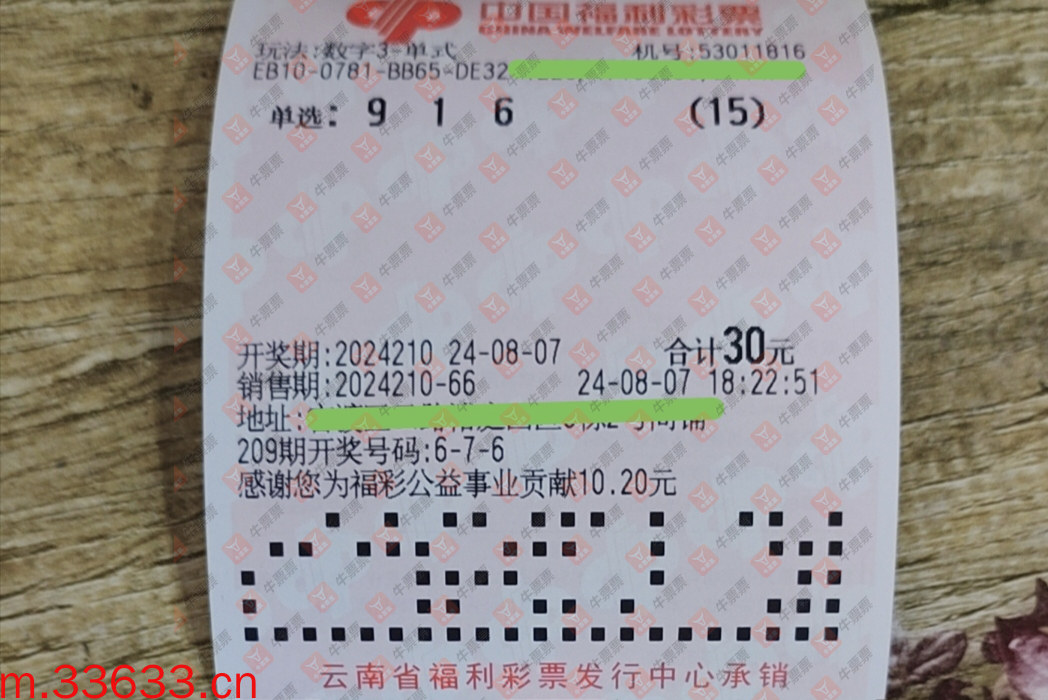 中国福利彩票
CHINA WELFARE LOTTERY
玩法:数字3-单式 机号:53011816
EB10-0781-BB65-DE32
单选: 9 1 6 (15)
开奖期:2024210 24-08-07 合计30元
销售期:2024210-66 24-08-07 18:22:51
地址:
209期开奖号码:6-7-6
感谢您为福彩公益事业贡献10.20元
云南省福利彩票发行中心承销
m.33633.cn
牛票票